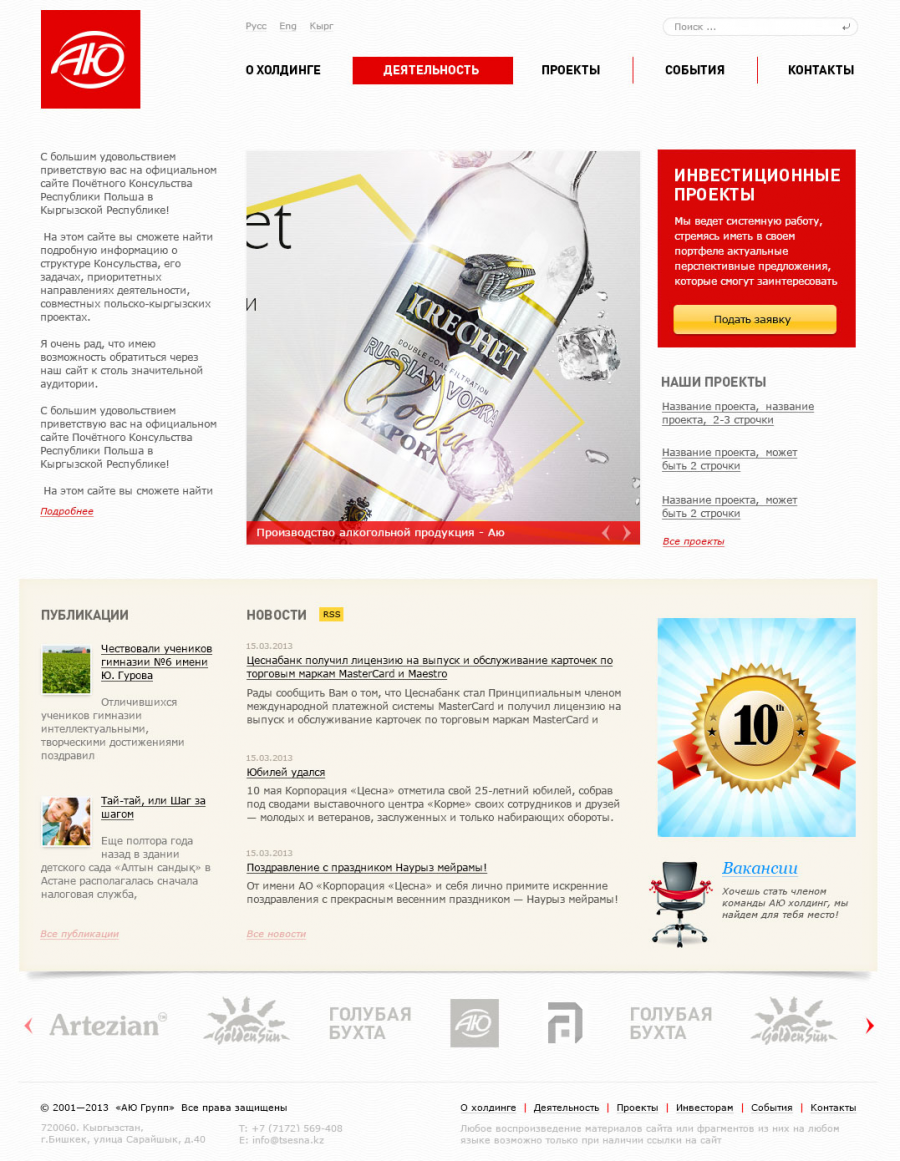 АЮ
Русс Eng Кырг
Поиск ...
О ХОЛДИНГЕ ДЕЯТЕЛЬНОСТЬ ПРОЕКТЫ СОБЫТИЯ КОНТАКТЫ
С большим удовольствием
приветствую вас на официальном
сайте Почётного Консульства
Республики Польша в
Кыргызской Республике!
На этом сайте вы сможете найти
подробную информацию о
структуре Консульства, его
задачах, приоритетных
направлениях деятельности,
совместных польско-кыргызских
проектах.
Я очень рад, что имею
возможность обратиться через
наш сайт к столь значительной
аудитории.
С большим удовольствием
приветствую вас на официальном
сайте Почётного Консульства
Республики Польша в
Кыргызской Республике!
На этом сайте вы сможете найти
Подробнее
et
и
KRECHET
DOUBLE COAL FILTRATION
RUSSIAN VODKA
Vodka
EXPORT
Производство алкогольной продукция - Аю
ИНВЕСТИЦИОННЫЕ
ПРОЕКТЫ
Мы ведет системную работу,
стремясь иметь в своем
портфеле актуальные
перспективные предложения,
которые смогут заинтересовать
Подать заявку
НАШИ ПРОЕКТЫ
Название проекта, название
проекта, 2-3 строчки
Название проекта, может
быть 2 строчки
Название проекта, может
быть 2 строчки
Все проекты
ПУБЛИКАЦИИ
Чествовали учеников
гимназии №6 имени
Ю. Гурова
Отличившихся
учеников гимназии
интеллектуальными,
творческими достижениями
поздравил
Тай-тай, или Шаг за
шагом
Еще полтора года
назад в здании
детского сада «Алтын сандық» в
Астане располагалась сначала
налоговая служба,
Все публикации
НОВОСТИ RSS
15.03.2013
Цеснабанк получил лицензию на выпуск и обслуживание карточек по
торговым маркам MasterCard и Maestro
Рады сообщить Вам о том, что Цеснабанк стал Принципиальным членом
международной платежной системы MasterCard и получил лицензию на
выпуск и обслуживание карточек по торговым маркам MasterCard и
15.03.2013
Юбилей удался
10 мая Корпорация «Цесна» отметила свой 25-летний юбилей, собрав
под сводами выставочного центра «Корме» своих сотрудников и друзей
— молодых и ветеранов, заслуженных и только набирающих обороты.
15.03.2013
Поздравление с праздником Наурыз мейрамы!
От имени АО «Корпорация «Цесна» и себя лично примите искренние
поздравления с прекрасным весенним праздником — Наурыз мейрамы!
Все новости
10th
Вакансии
Хочешь стать членом
команды АЮ холдинг, мы
найдем для тебя место!
Artezian™
GoldenSun
ГОЛУБАЯ
БУХТА
АЮ
ГОЛУБАЯ
БУХТА
GoldenSun
© 2001—2013 «АЮ Групп» Все права защищены
720060. Кыогызстан,
г.Бишкек, улица Сарайшык, д.40
T: +7 (7172) 569-408
E: info@tsesna.kz
О холдинге | Деятельность | Проекты | Инвесторам | События | Контакты
Любое воспроизведение материалов сайта или фрагментов из них на любом
языке возможно только при наличии ссылки на сайт